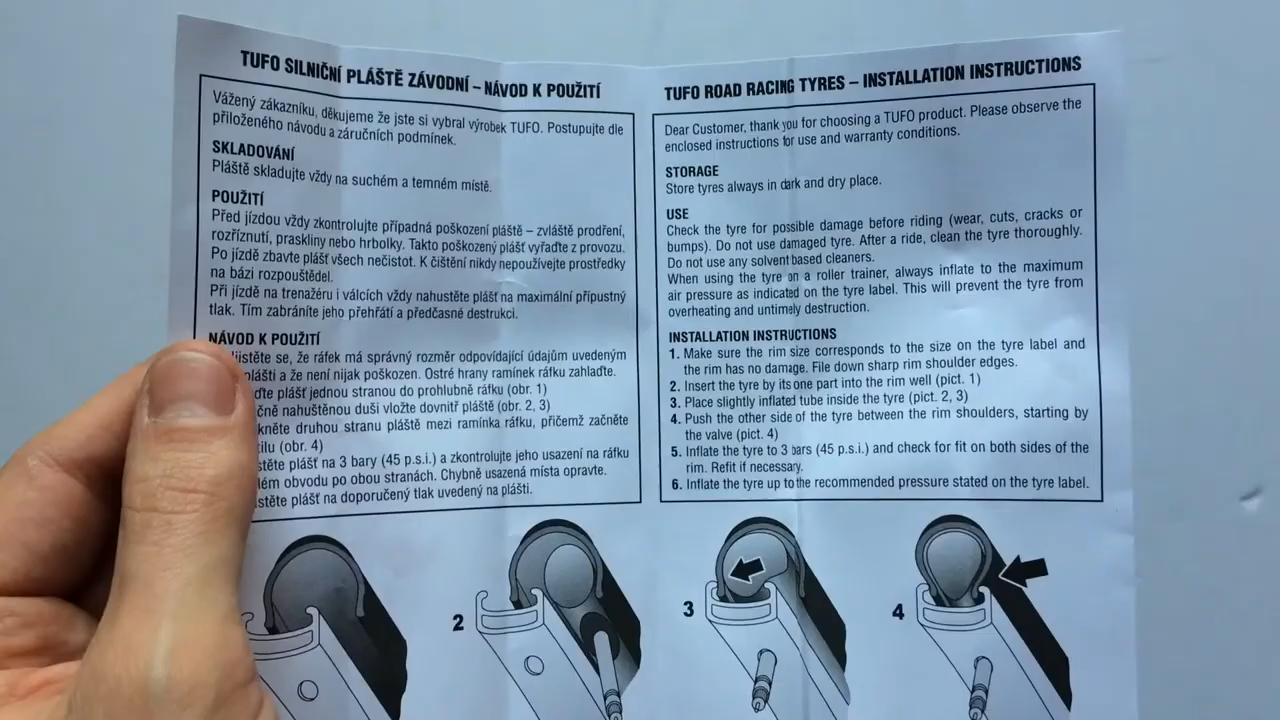 TUFO SILNIČNÍ PLÁŠTĚ ZÁVODNÍ – NÁVOD K POUŽITÍ
Vážený zákazníku, děkujeme že jste si vybral výrobek TUFO. Postupujte dle
přiloženého návodu a záručních podmínek.
SKLADOVÁNÍ
Pláště skladujte vždy na suchém a temném místě.
POUŽITÍ
Před jízdou vždy zkontrolujte případná poškození pláště – zvláště prodření,
rozříznutí, praskliny nebo hrbolky. Takto poškozený plášť vyřaďte z provozu.
Po jízdě zbavte plášť všech nečistot. K čištění nikdy nepoužívejte prostředky
na bázi rozpouštědel.
Při jízdě na trenažéru i válcích vždy nahustěte plášť na maximální přípustný
tlak. Tím zabráníte jeho přehřátí a předčasné destrukci.
NÁVOD K POUŽITÍ
se, že ráfek má správný rozměr odpovídající údajům uvedeným
a že není nijak poškozen. Ostré hrany ramínek ráfku zahlaďte.
plášť jednou stranou do prohlubně ráfku (obr. 1)
nahuštěnou duši vložte dovnitř pláště (obr. 2, 3)
druhou stranu pláště mezi ramínka ráfku, přičemž začněte
(obr. 4)
plášť na 3 bary (45 p.s.i.) a zkontrolujte jeho usazení na ráfku
obvodu po obou stranách. Chybně usazená místa opravte.
plášť na doporučený tlak uvedený na plášti.
TUFO ROAD RACING TYRES – INSTALLATION INSTRUCTIONS
Dear Customer, thank you for choosing a TUFO product. Please observe the
enclosed instructions for use and warranty conditions.
STORAGE
Store tyres always in dark and dry place.
USE
Check the tyre for possible damage before riding (wear, cuts, cracks or
bumps). Do not use damaged tyre. After a ride, clean the tyre thoroughly.
Do not use any solvent based cleaners.
When using the tyre on a roller trainer, always inflate to the maximum
air pressure as indicated on the tyre label. This will prevent the tyre from
overheating and untimely destruction.
INSTALLATION INSTRUCTIONS
1. Make sure the rim size corresponds to the size on the tyre label and
the rim has no damage. File down sharp rim shoulder edges.
2. Insert the tyre by its one part into the rim well (pict. 1)
3. Place slightly inflated tube inside the tyre (pict. 2, 3)
4. Push the other side of the tyre between the rim shoulders, starting by
the valve (pict. 4)
5. Inflate the tyre to 3 bars (45 p.s.i.) and check for fit on both sides of the
rim. Refit if necessary.
6. Inflate the tyre up to the recommended pressure stated on the tyre label.
2
3
4